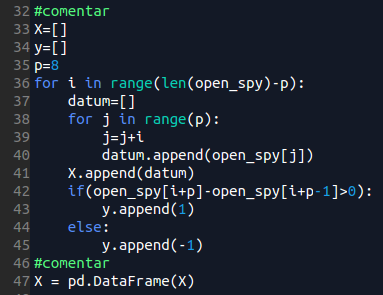 32 #comentar
33 X=[]
34 y=[]
35 p=8
36 for i in range(len(open_spy)-p):
37     datum=[]
38     for j in range(p):
39         j=j+i
40         datum.append(open_spy[j])
41     X.append(datum)
42     if(open_spy[i+p]-open_spy[i+p-1]>0):
43         y.append(1)
44     else:
45         y.append(-1)
46 #comentar
47 X = pd.DataFrame(X)